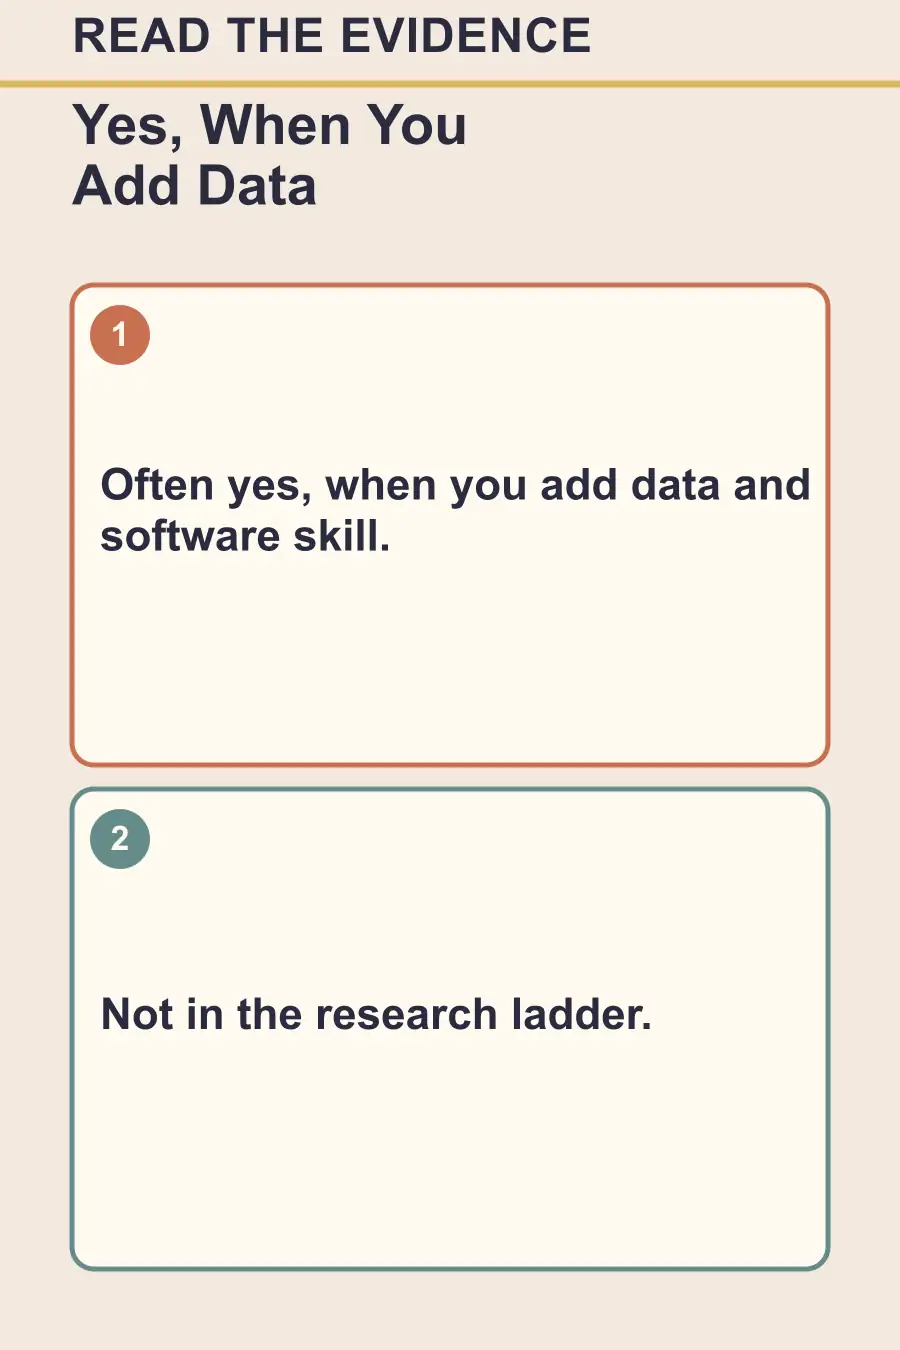 READ THE EVIDENCE
Yes, When You
Add Data
1
Often yes, when you add data and
software skill.
2
Not in the research ladder.